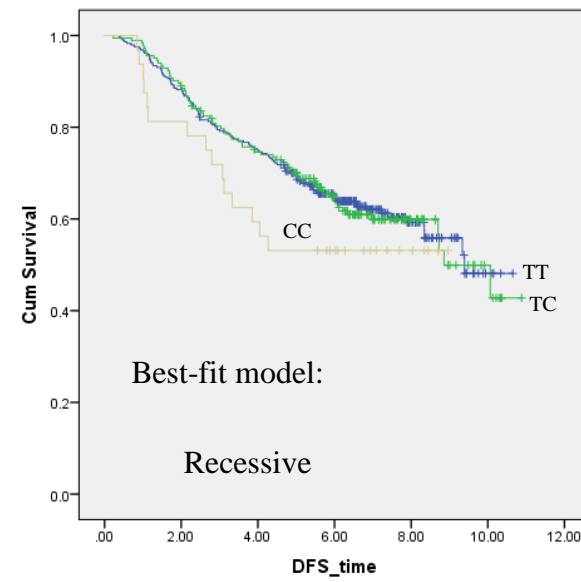 1.0
0.8
0.6
0.4
0.2
0.0
Cum Survival
CC
TT
TC
Best-fit model:
Recessive
.00 2.00 4.00 6.00 8.00 10.00 12.00
DFS_time